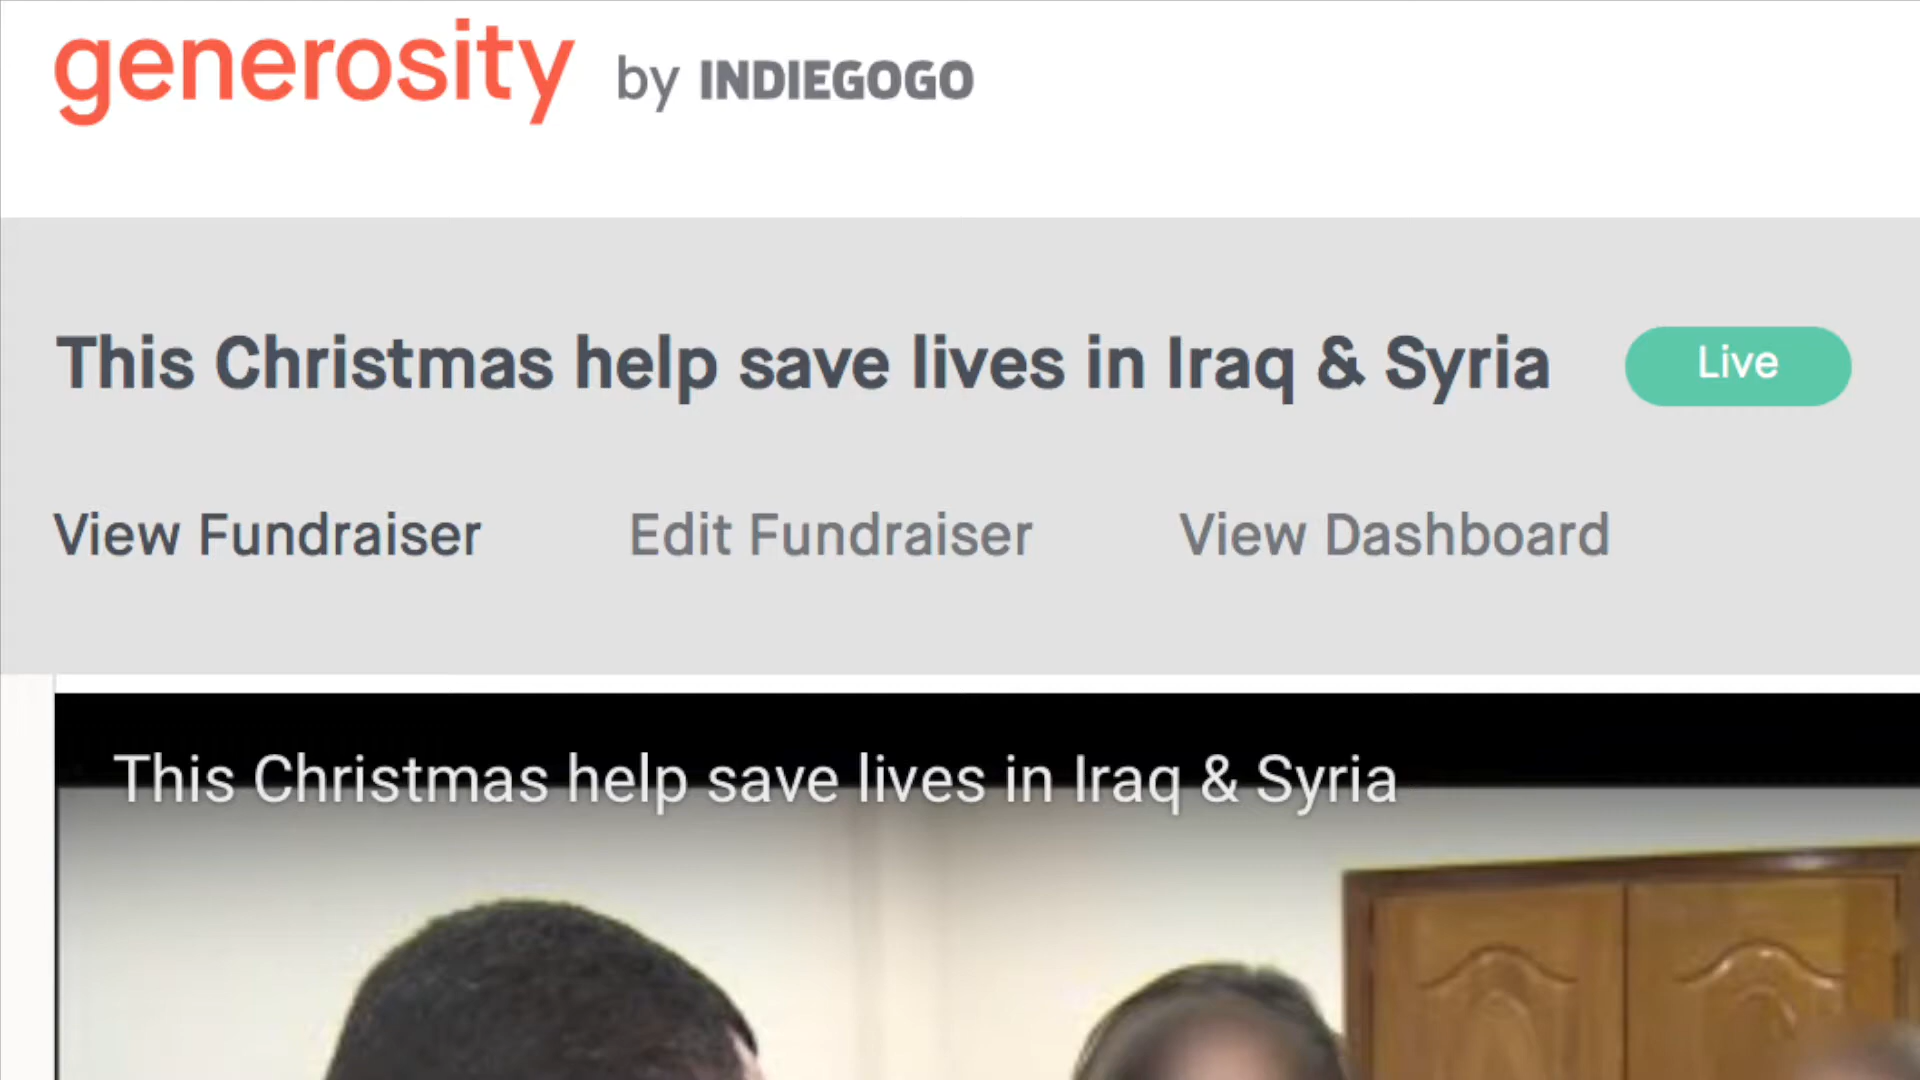 generosity by INDIEGOGO
This Christmas help save lives in Iraq & Syria Live
View Fundraiser Edit Fundraiser View Dashboard
This Christmas help save lives in Iraq & Syria